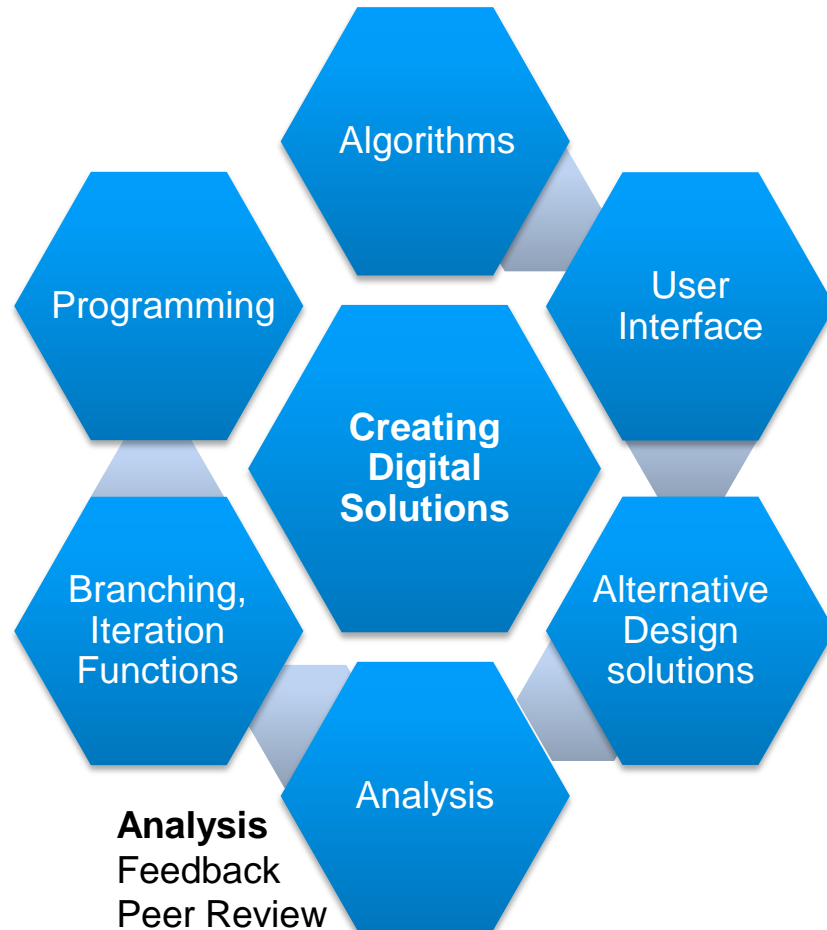 Algorithms
Programming
User
Interface
Creating
Digital
Solutions
Branching,
Iteration
Functions
Alternative
Design
solutions
Analysis
Analysis
Feedback
Peer Review